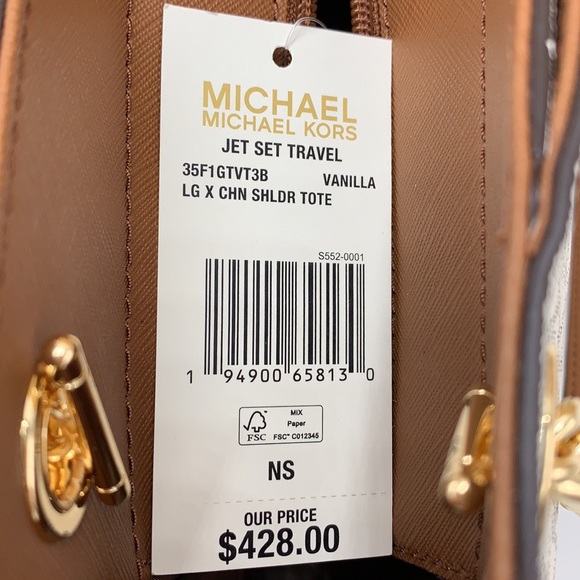 MICHAEL
MICHAEL KORS
JET SET TRAVEL
35F1GTVT3B VANILLA
LG X CHN SHLDR TOTE
S552-0001
1 94900 65813 0
FSC
MIX
Paper
FSC™ C012345
NS
OUR PRICE
$428.00